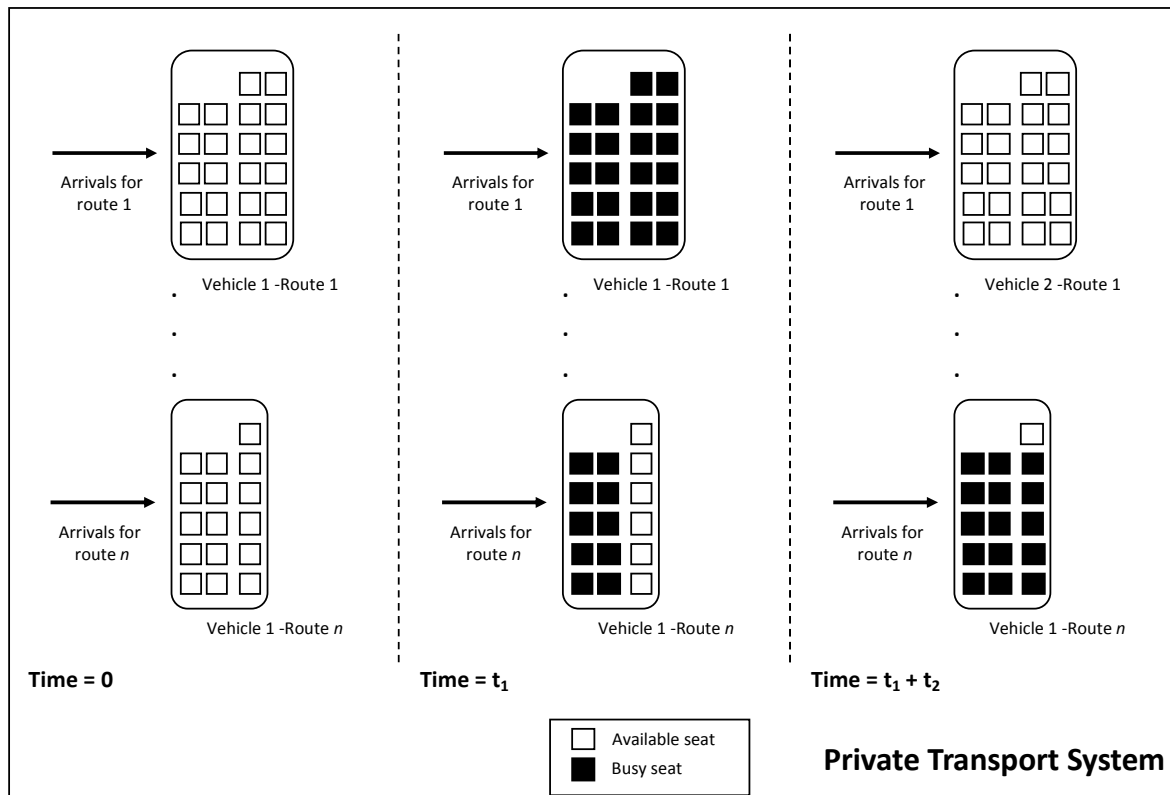 Arrivals for
route 1
Vehicle 1 -Route 1
Arrivals for
route n
Vehicle 1 -Route n
Time = 0
Arrivals for
route 1
Vehicle 1 -Route 1
Arrivals for
route n
Vehicle 1 -Route n
Time = t₁
Arrivals for
route 1
Vehicle 2 -Route 1
Arrivals for
route n
Vehicle 1 -Route n
Time = t₁ + t₂
Available seat
Busy seat
Private Transport System